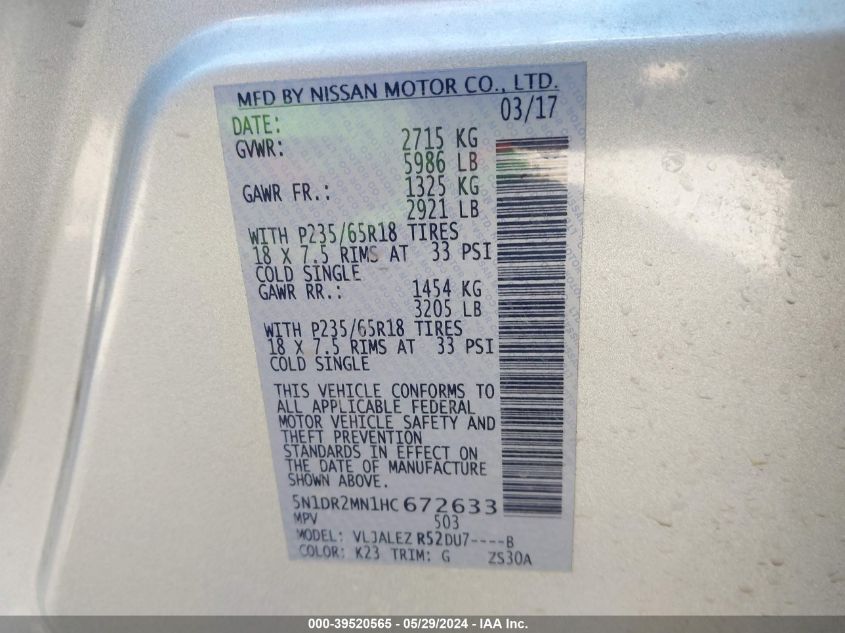 MFD BY NISSAN MOTOR CO., LTD.
DATE: 03/17
GVWR: 2715 KG
5986 LB
GAWR FR.: 1325 KG
2921 LB
WITH P235/65R18 TIRES
18 X 7.5 RIMS AT 33 PSI
COLD SINGLE
GAWR RR.: 1454 KG
3205 LB
WITH P235/65R18 TIRES
18 X 7.5 RIMS AT 33 PSI
COLD SINGLE
THIS VEHICLE CONFORMS TO
ALL APPLICABLE FEDERAL
MOTOR VEHICLE SAFETY AND
THEFT PREVENTION
STANDARDS IN EFFECT ON
THE DATE OF MANUFACTURE
SHOWN ABOVE.
5N1DR2MN1HC672633
MPV 503
MODEL: VLJALEZ R52DU7----B
COLOR: K23 TRIM: G ZS30A
000-39520565 - 05/29/2024 - IAA Inc.